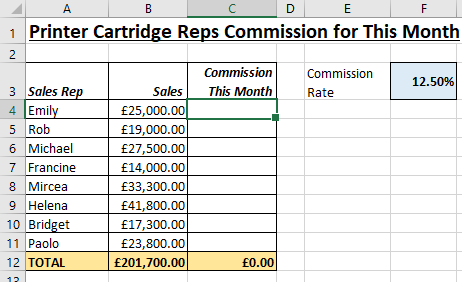 A B C D E F
1 Printer Cartridge Reps Commission for This Month
2
Commission Commission
3 Sales Rep Sales This Month Rate 12.50%
4 Emily £25,000.00
5 Rob £19,000.00
6 Michael £27,500.00
7 Francine £14,000.00
8 Mircea £33,300.00
9 Helena £41,800.00
10 Bridget £17,300.00
11 Paolo £23,800.00
12 TOTAL £201,700.00 £0.00